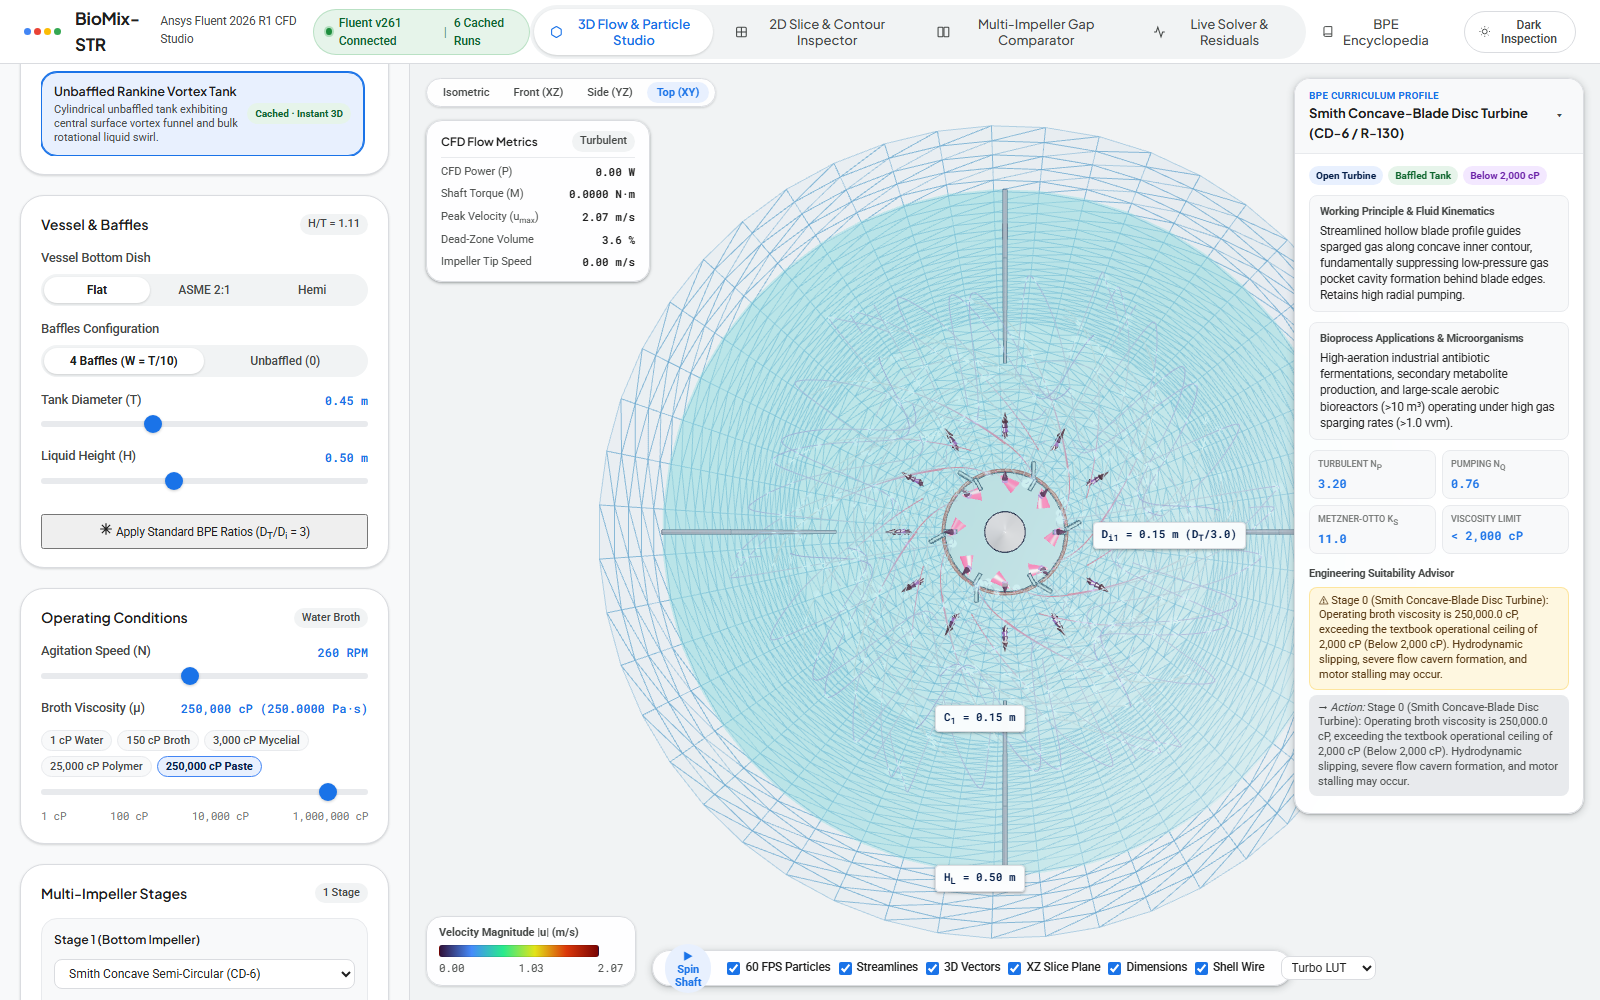 BioMix-STR
Ansys Fluent 2026 R1 CFD Studio
Fluent v261 Connected | 6 Cached Runs
3D Flow & Particle Studio
2D Slice & Contour Inspector
Multi-Impeller Gap Comparator
Live Solver & Residuals
BPE Encyclopedia
Dark Inspection
Unbaffled Rankine Vortex Tank
Cylindrical unbaffled tank exhibiting
central surface vortex funnel and bulk
rotational liquid swirl.
Cached · Instant 3D
Vessel & Baffles
H/T = 1.11
Vessel Bottom Dish
Flat ASME 2:1 Hemi
Baffles Configuration
4 Baffles (W = T/10) Unbaffled (0)
Tank Diameter (T) 0.45 m
Liquid Height (H) 0.50 m
Apply Standard BPE Ratios (DT/Di = 3)
Operating Conditions
Water Broth
Agitation Speed (N) 260 RPM
Broth Viscosity (μ) 250,000 cP (250.0000 Pa·s)
1 cP Water 150 cP Broth 3,000 cP Mycelial
25,000 cP Polymer 250,000 cP Paste
1 cP 100 cP 10,000 cP 1,000,000 cP
Multi-Impeller Stages
1 Stage
Stage 1 (Bottom Impeller)
Smith Concave Semi-Circular (CD-6)
Isometric Front (XZ) Side (YZ) Top (XY)
CFD Flow Metrics Turbulent
CFD Power (P) 0.00 W
Shaft Torque (M) 0.0000 N·m
Peak Velocity (umax) 2.07 m/s
Dead-Zone Volume 3.6 %
Impeller Tip Speed 0.00 m/s
Di1 = 0.15 m (DT/3.0)
C1 = 0.15 m
HL = 0.50 m
Velocity Magnitude |u| (m/s)
0.00 1.03 2.07
▶ Spin Shaft
60 FPS Particles Streamlines 3D Vectors XZ Slice Plane Dimensions Shell Wire
Turbo LUT
BPE CURRICULUM PROFILE
Smith Concave-Blade Disc Turbine
(CD-6 / R-130)
Open Turbine Baffled Tank Below 2,000 cP
Working Principle & Fluid Kinematics
Streamlined hollow blade profile guides
sparged gas along concave inner contour,
fundamentally suppressing low-pressure gas
pocket cavity formation behind blade edges.
Retains high radial pumping.
Bioprocess Applications & Microorganisms
High-aeration industrial antibiotic
fermentations, secondary metabolite
production, and large-scale aerobic
bioreactors (>10 m³) operating under high gas
sparging rates (>1.0 vvm).
TURBULENT NP
3.20
PUMPING NQ
0.76
METZNER-OTTO KS
11.0
VISCOSITY LIMIT
< 2,000 cP
Engineering Suitability Advisor
⚠ Stage 0 (Smith Concave-Blade Disc Turbine):
Operating broth viscosity is 250,000.0 cP,
exceeding the textbook operational ceiling of
2,000 cP (Below 2,000 cP). Hydrodynamic
slipping, severe flow cavern formation, and
motor stalling may occur.
→ Action: Stage 0 (Smith Concave-Blade Disc
Turbine): Operating broth viscosity is 250,000.0
cP, exceeding the textbook operational ceiling of
2,000 cP (Below 2,000 cP). Hydrodynamic
slipping, severe flow cavern formation, and motor
stalling may occur.